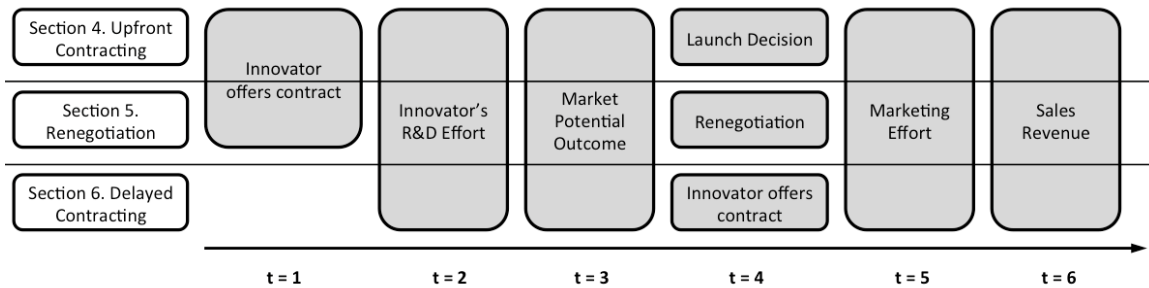 Section 4. Upfront
Contracting
Innovator
offers contract
Innovator's
R&D Effort
Market
Potential
Outcome
Launch Decision
Marketing
Effort
Sales
Revenue
Section 5.
Renegotiation
Renegotiation
Section 6. Delayed
Contracting
Innovator offers
contract
t = 1
t = 2
t = 3
t = 4
t = 5
t = 6